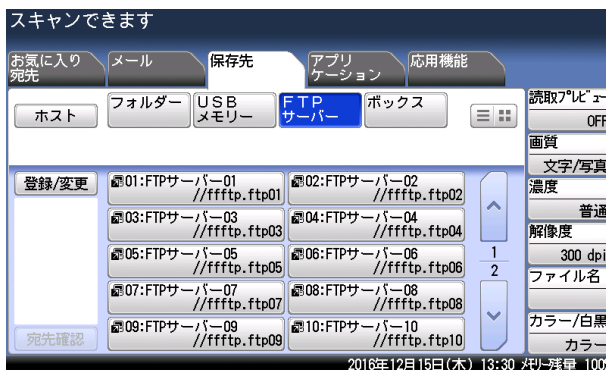 スキャンできます
お気に入り
宛先
メール
保存先
アプリ
ケーション
応用機能
ホスト
フォルダー
USB
メモリー
FTP
サーバー
ボックス
読取プレビュー
OFF
画質
文字/写真
濃度
普通
解像度
300 dpi
ファイル名
カラー/白黒
カラー
登録/変更
01:FTPサーバー01
//ffftp.ftp01
02:FTPサーバー02
//ffftp.ftp02
03:FTPサーバー03
//ffftp.ftp03
04:FTPサーバー04
//ffftp.ftp04
05:FTPサーバー05
//ffftp.ftp05
06:FTPサーバー06
//ffftp.ftp06
07:FTPサーバー07
//ffftp.ftp07
08:FTPサーバー08
//ffftp.ftp08
09:FTPサーバー09
//ffftp.ftp09
10:FTPサーバー10
//ffftp.ftp10
1
2
宛先確認
2016年12月15日(木) 13:30 メモリー残量 100%